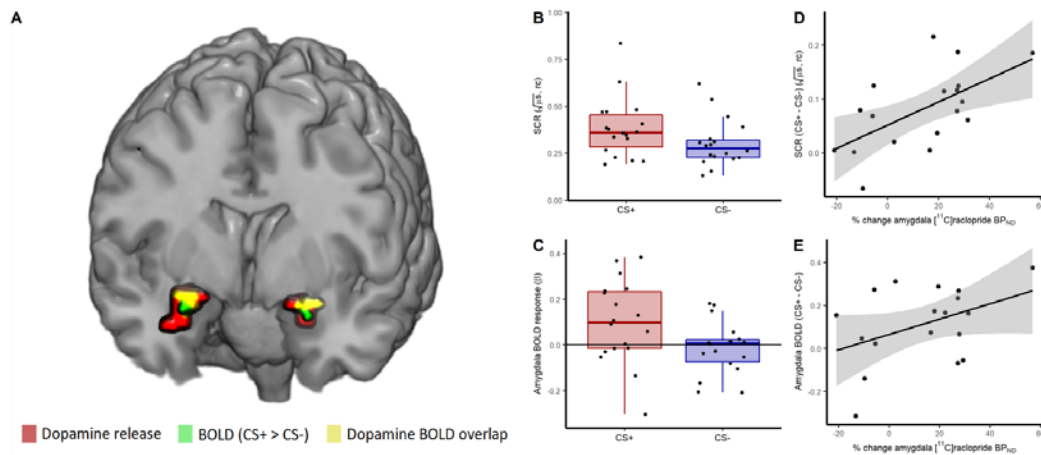 A
Dopamine release
BOLD (CS+ > CS-)
Dopamine BOLD overlap
B
SCR (√µs, rc)
1.00
0.75
0.50
0.25
0.00
CS+
CS-
C
Amygdala BOLD response (β)
0.4
0.2
0.0
-0.2
CS+
CS-
D
SCR (CS+ - CS-) (√µs, rc)
0.2
0.1
0.0
-20
0
20
40
60
% change amygdala [¹¹C]raclopride BP_ND
E
Amygdala BOLD (CS+ - CS-)
0.4
0.2
0.0
-0.2
-20
0
20
40
60
% change amygdala [¹¹C]raclopride BP_ND